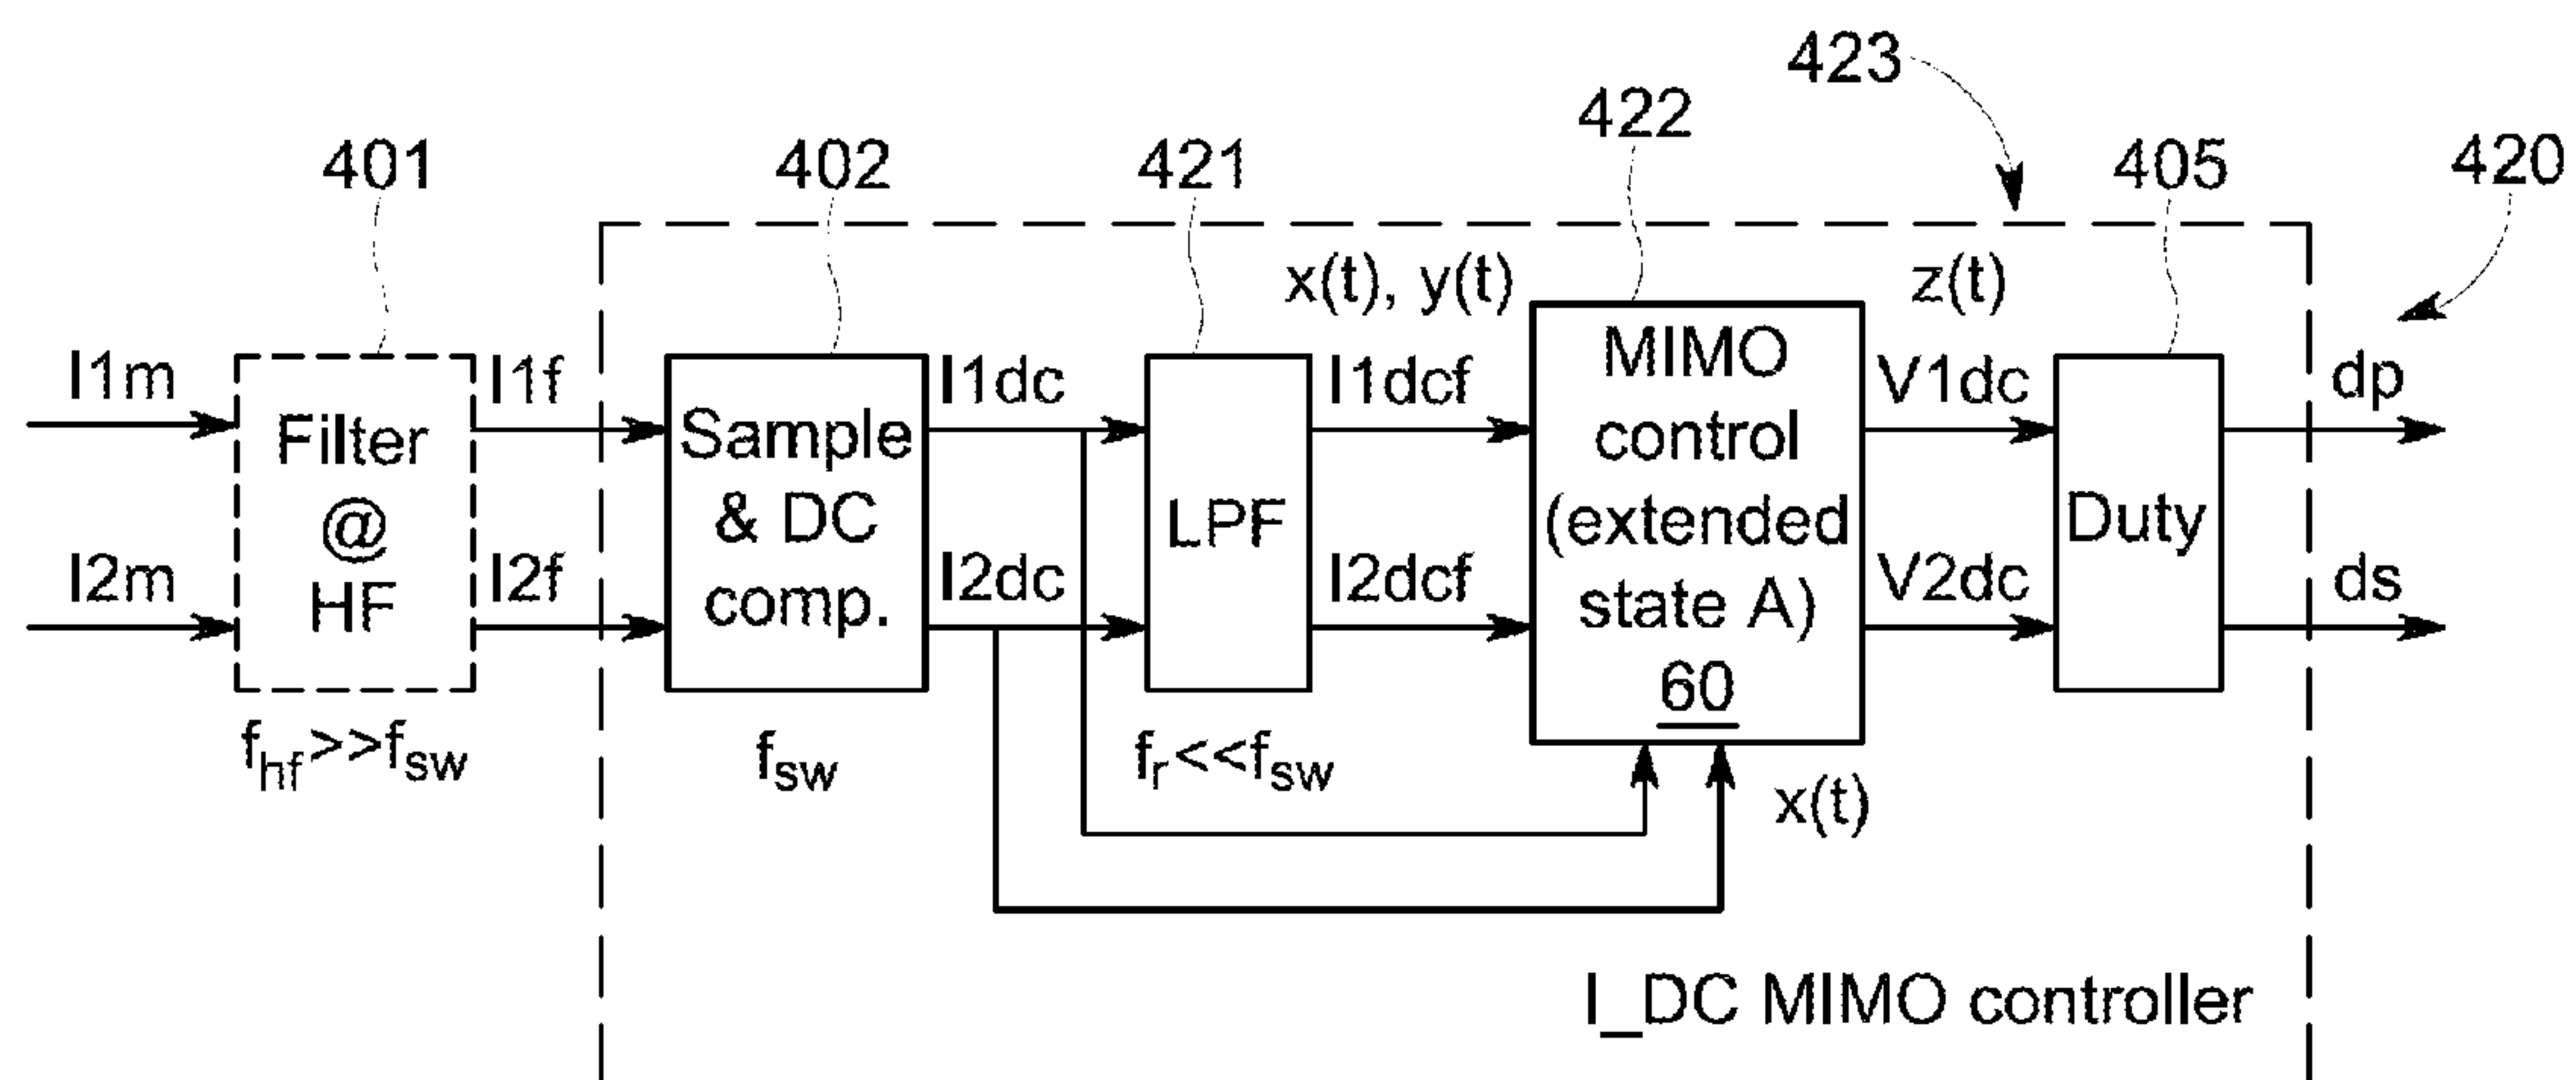 423
422
401
402
421
405
420
x(t), y(t)
z(t)
I1m
I1f
I1dc
I1dcf
V1dc
dp
Filter
@
HF
Sample
& DC
comp.
LPF
MIMO
control
(extended
state A)
60
Duty
I2m
I2f
I2dc
I2dcf
V2dc
ds
fhf>>fsw
fsw
fr<<fsw
x(t)
I_DC MIMO controller